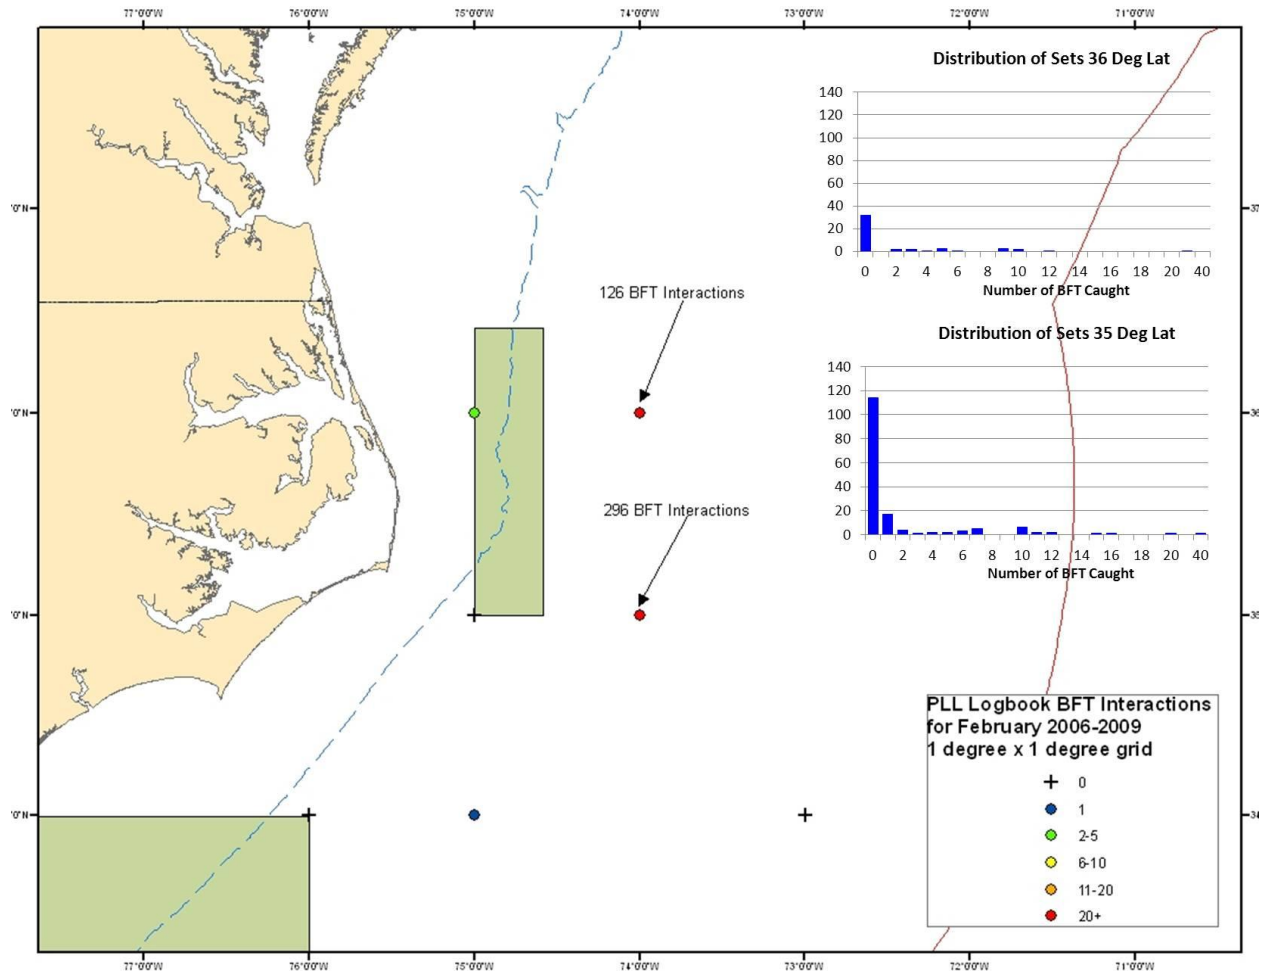 77°0'0"W 76°0'0"W 75°0'0"W 74°0'0"W 73°0'0"W 72°0'0"W 71°0'0"W
Distribution of Sets 36 Deg Lat
140
120
100
80
60
40
20
0
0 2 4 6 8 10 12 14 16 18 20 40
Number of BFT Caught
126 BFT Interactions
Distribution of Sets 35 Deg Lat
140
120
100
80
60
40
20
0
0 2 4 6 8 10 12 14 16 18 20 40
Number of BFT Caught
296 BFT Interactions
PLL Logbook BFT Interactions
for February 2006-2009
1 degree x 1 degree grid
0
1
2-5
6-10
11-20
20+
77°0'0"W 76°0'0"W 75°0'0"W 74°0'0"W 73°0'0"W 72°0'0"W 71°0'0"W